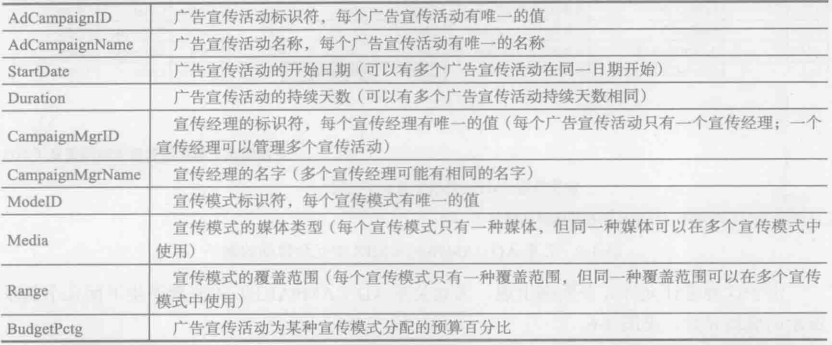 AdCampaignID 广告宣传活动标识符，每个广告宣传活动有唯一的值
AdCampaignName 广告宣传活动名称，每个广告宣传活动有唯一的名称
StartDate 广告宣传活动的开始日期（可以有多个广告宣传活动在同一日期开始）
Duration 广告宣传活动的持续天数（可以有多个广告宣传活动持续天数相同）
CampaignMgrID 宣传经理的标识符，每个宣传经理有唯一的值（每个广告宣传活动只有一个宣传经理；一个
宣传经理可以管理多个宣传活动）
CampaignMgrName 宣传经理的名字（多个宣传经理可能有相同的名字）
ModeID 宣传模式标识符，每个宣传模式有唯一的值
Media 宣传模式的媒体类型（每个宣传模式只有一种媒体，但同一种媒体可以在多个宣传模式中
使用）
Range 宣传模式的覆盖范围（每个宣传模式只有一种覆盖范围，但同一种覆盖范围可以在多个宣传
模式中使用）
BudgetPctg 广告宣传活动为某种宣传模式分配的预算百分比